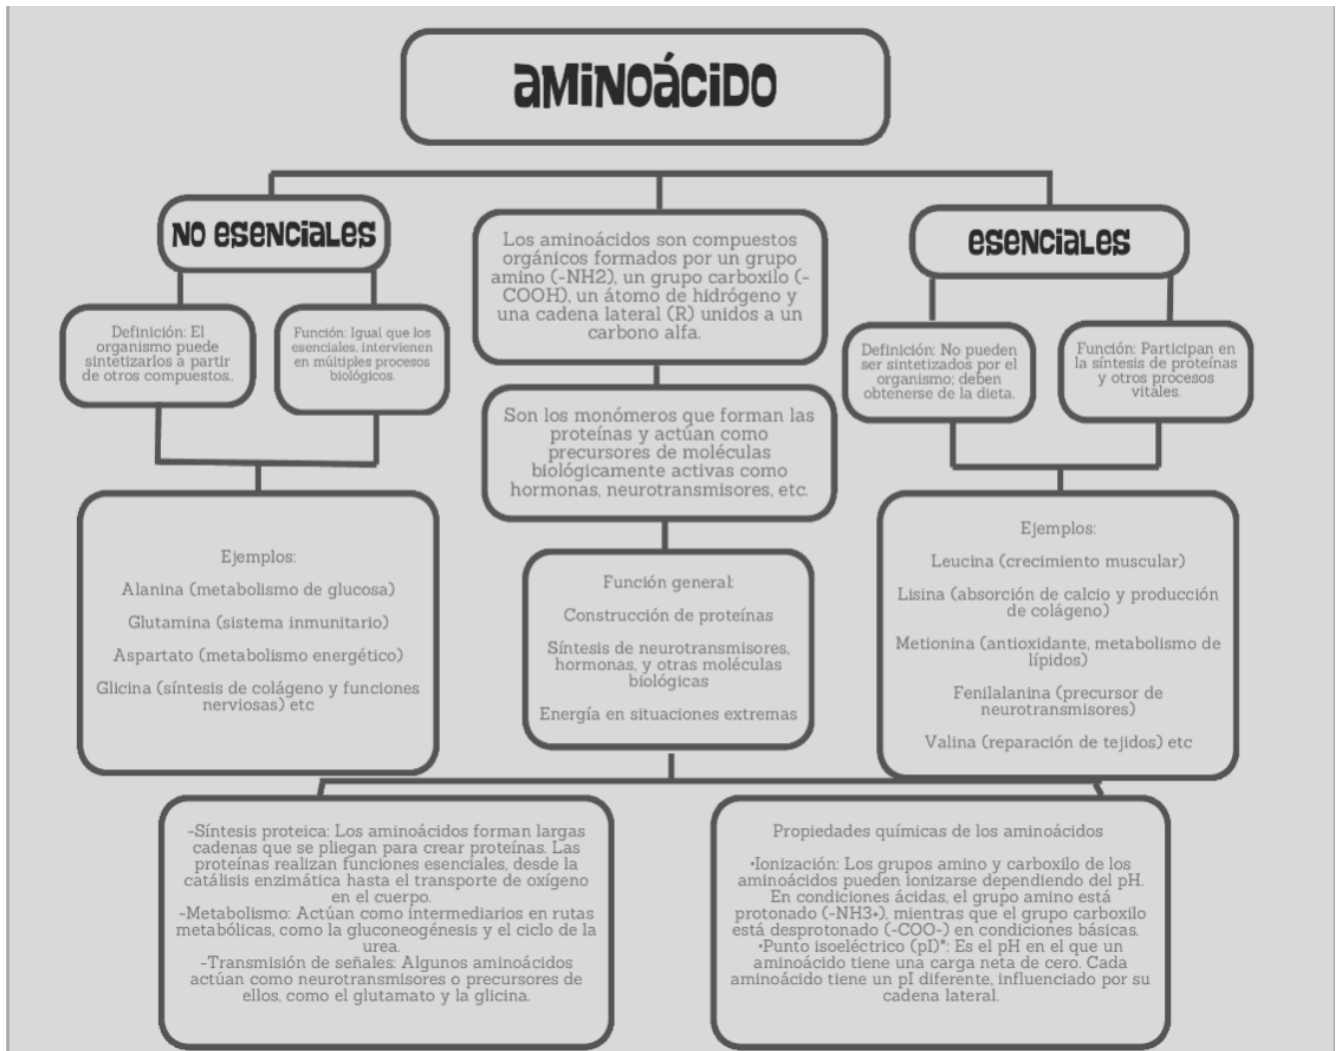 AMINOÁCIDO
NO ESENCIALES
Definición: El
organismo puede
sintetizarlos a partir
de otros compuestos..
Función: Igual que los
esenciales, intervienen
en múltiples procesos
biológicos.
Ejemplos:
Alanina (metabolismo de glucosa)
Glutamina (sistema inmunitario)
Aspartato (metabolismo energético)
Glicina (síntesis de colágeno y funciones
nerviosas) etc
Los aminoácidos son compuestos
orgánicos formados por un grupo
amino (-NH2), un grupo carboxilo (-
COOH), un átomo de hidrógeno y
una cadena lateral (R) unidos a un
carbono alfa.
Son los monómeros que forman las
proteínas y actúan como
precursores de moléculas
biológicamente activas como
hormonas, neurotransmisores, etc.
Función general:
Construcción de proteínas
Síntesis de neurotransmisores,
hormonas, y otras moléculas
biológicas
Energía en situaciones extremas
ESENCIALES
Definición: No pueden
ser sintetizados por el
organismo; deben
obtenerse de la dieta.
Función: Participan en
la síntesis de proteínas
y otros procesos
vitales.
Ejemplos:
Leucina (crecimiento muscular)
Lisina (absorción de calcio y producción
de colágeno)
Metionina (antioxidante, metabolismo de
lípidos)
Fenilalanina (precursor de
neurotransmisores)
Valina (reparación de tejidos) etc
-Síntesis proteica: Los aminoácidos forman largas
cadenas que se pliegan para crear proteínas. Las
proteínas realizan funciones esenciales, desde la
catálisis enzimática hasta el transporte de oxígeno
en el cuerpo.
-Metabolismo: Actúan como intermediarios en rutas
metabólicas, como la gluconeogénesis y el ciclo de la
urea.
-Transmisión de señales: Algunos aminoácidos
actúan como neurotransmisores o precursores de
ellos, como el glutamato y la glicina.
Propiedades químicas de los aminoácidos
•Ionización: Los grupos amino y carboxilo de los
aminoácidos pueden ionizarse dependiendo del pH.
En condiciones ácidas, el grupo amino está
protonado (-NH3+), mientras que el grupo carboxilo
está desprotonado (-COO-) en condiciones básicas.
•Punto isoeléctrico (pI)*: Es el pH en el que un
aminoácido tiene una carga neta de cero. Cada
aminoácido tiene un pI diferente, influenciado por su
cadena lateral.